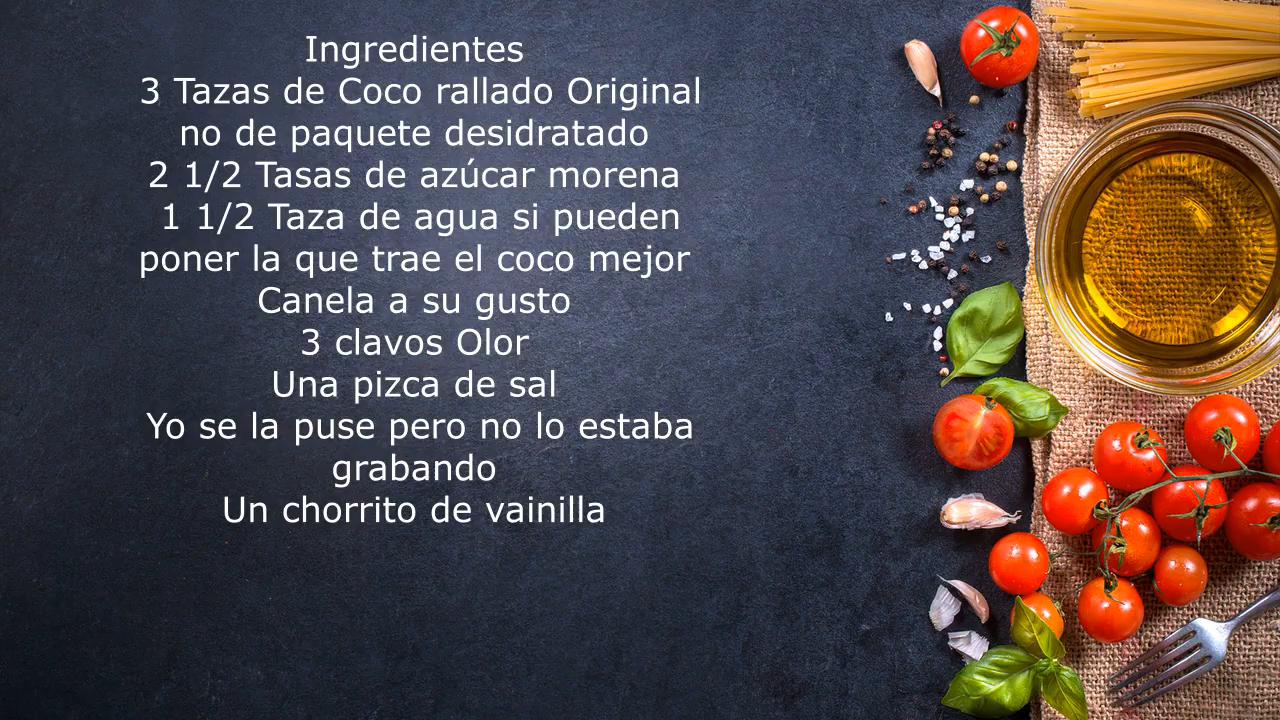 Ingredientes
3 Tazas de Coco rallado Original
no de paquete desidratado
2 1/2 Tasas de azúcar morena
1 1/2 Taza de agua si pueden
poner la que trae el coco mejor
Canela a su gusto
3 clavos Olor
Una pizca de sal
Yo se la puse pero no lo estaba
grabando
Un chorrito de vainilla